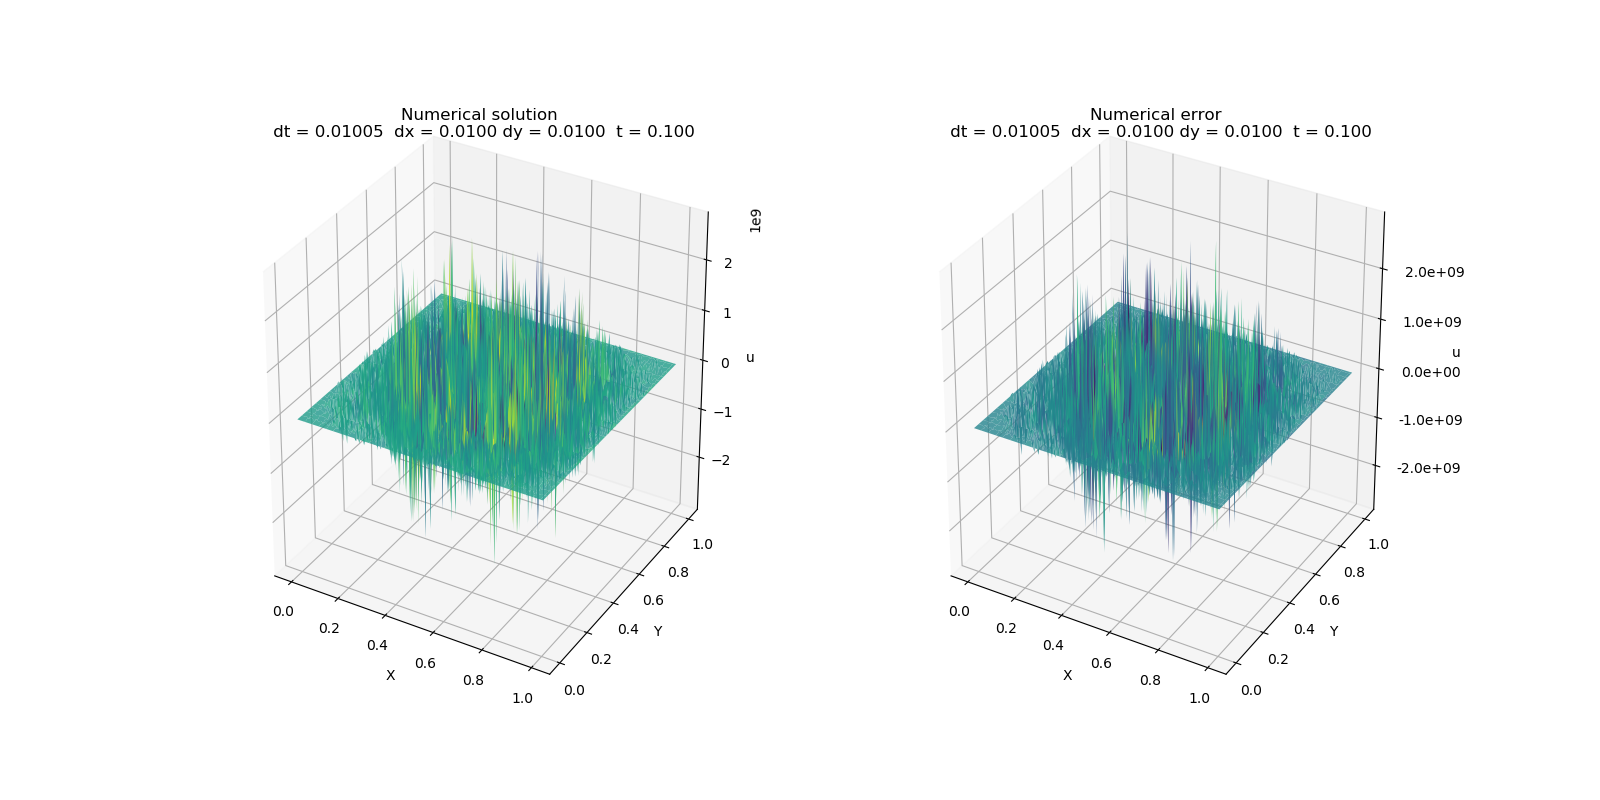 Numerical solution
dt = 0.01005  dx = 0.0100 dy = 0.0100  t = 0.100
1e9
2
1
0
−1
−2
u
0.0
0.2
0.4
0.6
0.8
1.0
X
0.0
0.2
0.4
0.6
0.8
1.0
Y
Numerical error
dt = 0.01005  dx = 0.0100 dy = 0.0100  t = 0.100
2.0e+09
1.0e+09
0.0e+00
-1.0e+09
-2.0e+09
u
0.0
0.2
0.4
0.6
0.8
1.0
X
0.0
0.2
0.4
0.6
0.8
1.0
Y